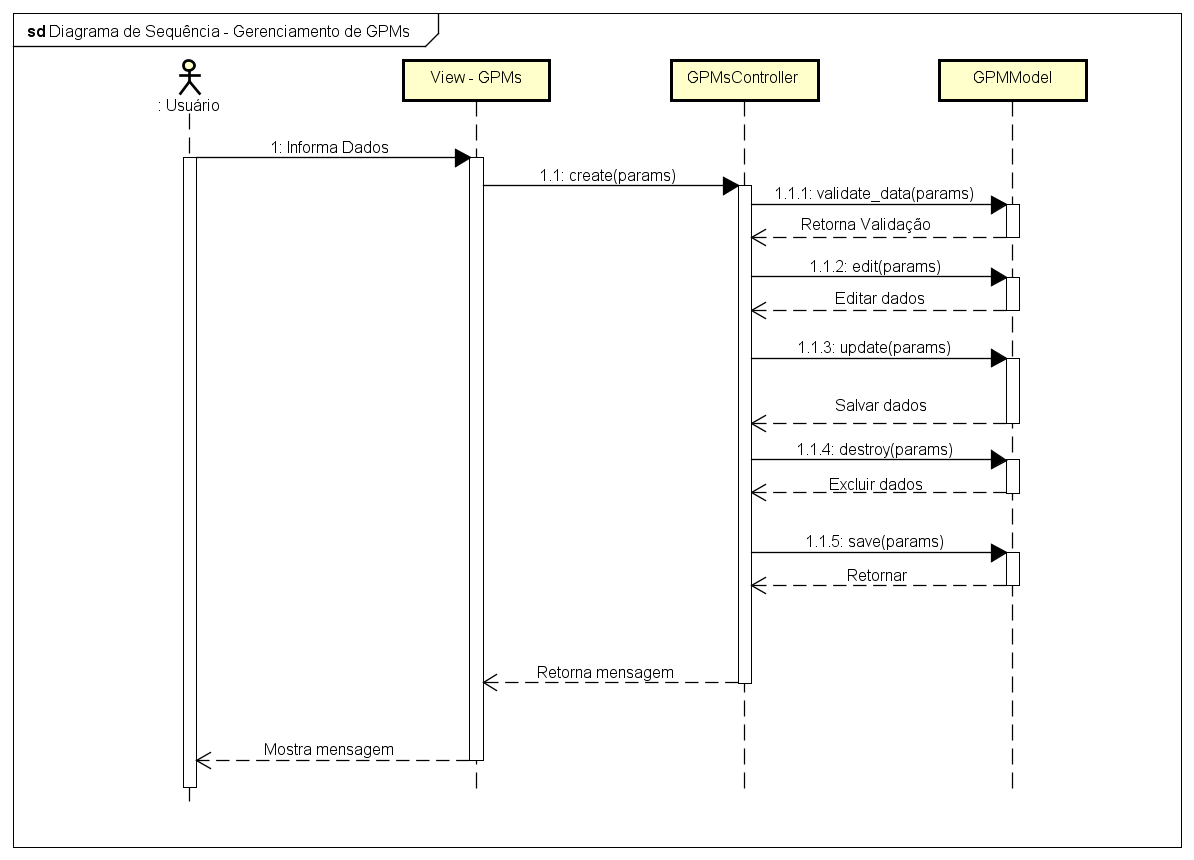 sd Diagrama de Sequência - Gerenciamento de GPMs
: Usuário
View - GPMs
GPMsController
GPMModel
1: Informa Dados
1.1: create(params)
1.1.1: validate_data(params)
Retorna Validação
1.1.2: edit(params)
Editar dados
1.1.3: update(params)
Salvar dados
1.1.4: destroy(params)
Excluir dados
1.1.5: save(params)
Retornar
Retorna mensagem
Mostra mensagem